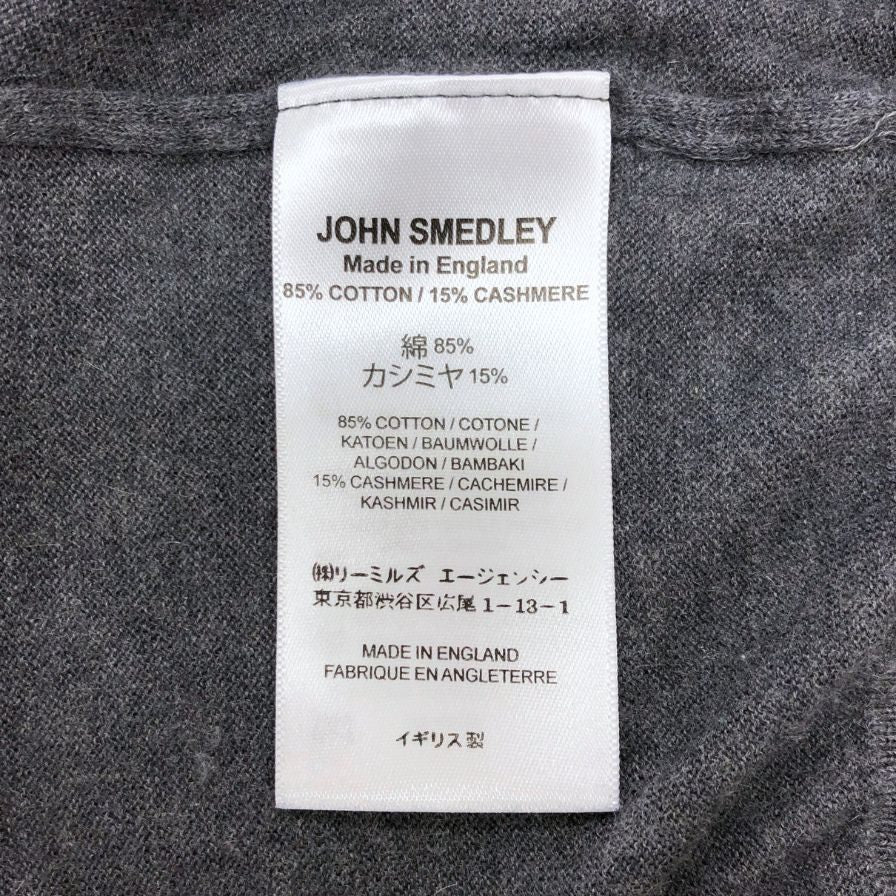 JOHN SMEDLEY
Made in England
85% COTTON / 15% CASHMERE
綿 85%
カシミヤ 15%
85% COTTON / COTONE /
KATOEN / BAUMWOLLE /
ALGODON / BAMBAKI
15% CASHMERE / CACHEMIRE /
KASHMIR / CASIMIR
㈱リーミルズ エージェンシー
東京都渋谷区広尾 1-13-1
MADE IN ENGLAND
FABRIQUE EN ANGLETERRE
イギリス製